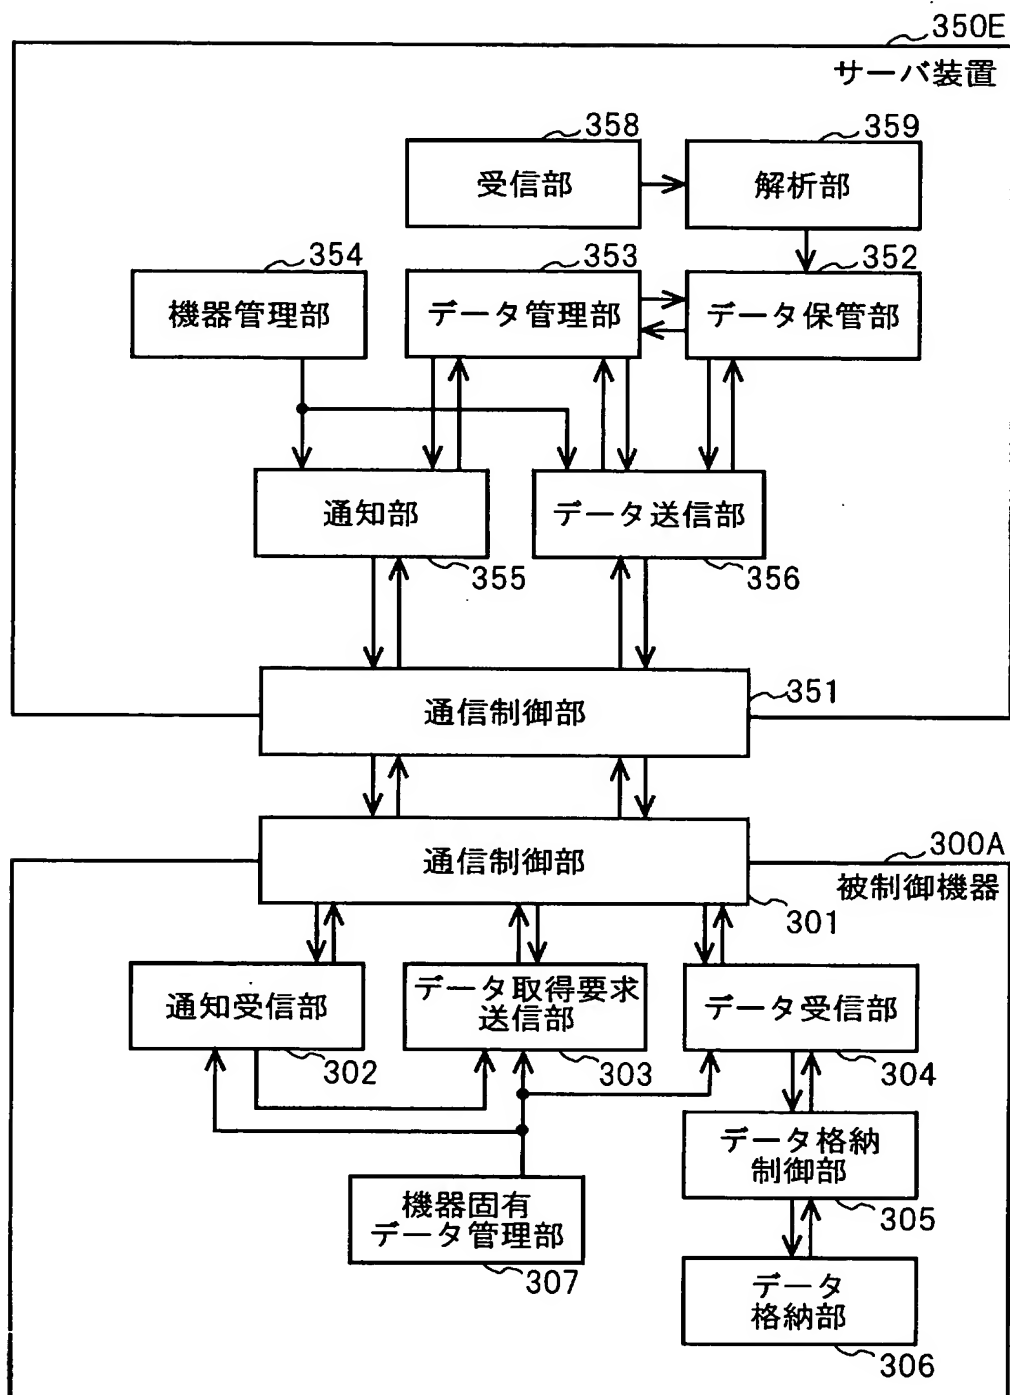 350E
サーバ装置
358
359
受信部
解析部
354
353
352
機器管理部
データ管理部
データ保管部
通知部
データ送信部
355
356
通信制御部
351
通信制御部
300A
被制御機器
301
通知受信部
データ取得要求
送信部
データ受信部
302
303
304
データ格納
制御部
305
機器固有
データ管理部
307
データ
格納部
306